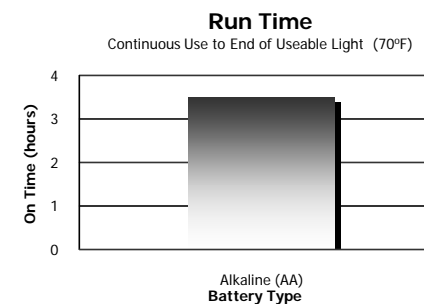 Run Time
Continuous Use to End of Useable Light (70ºF)
4
3
2
1
0
On Time (hours)
Alkaline (AA)
Battery Type